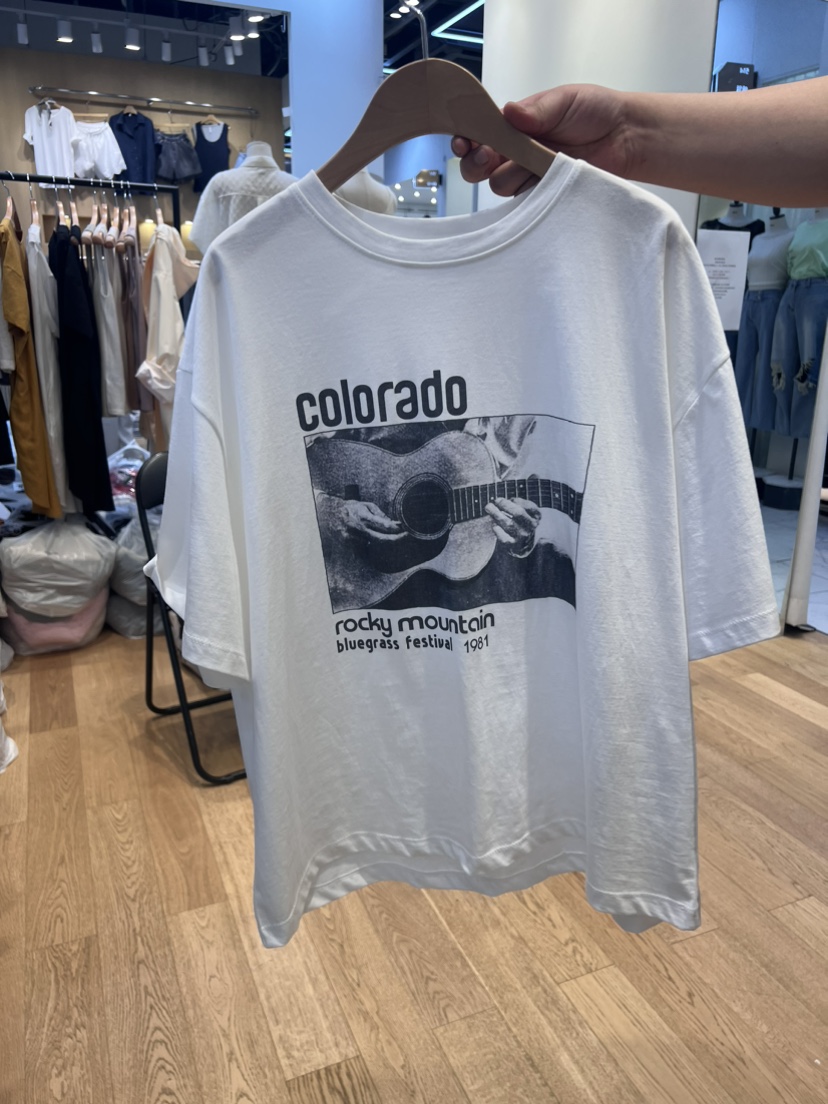 colorado
rocky mountain
bluegrass festival 1981